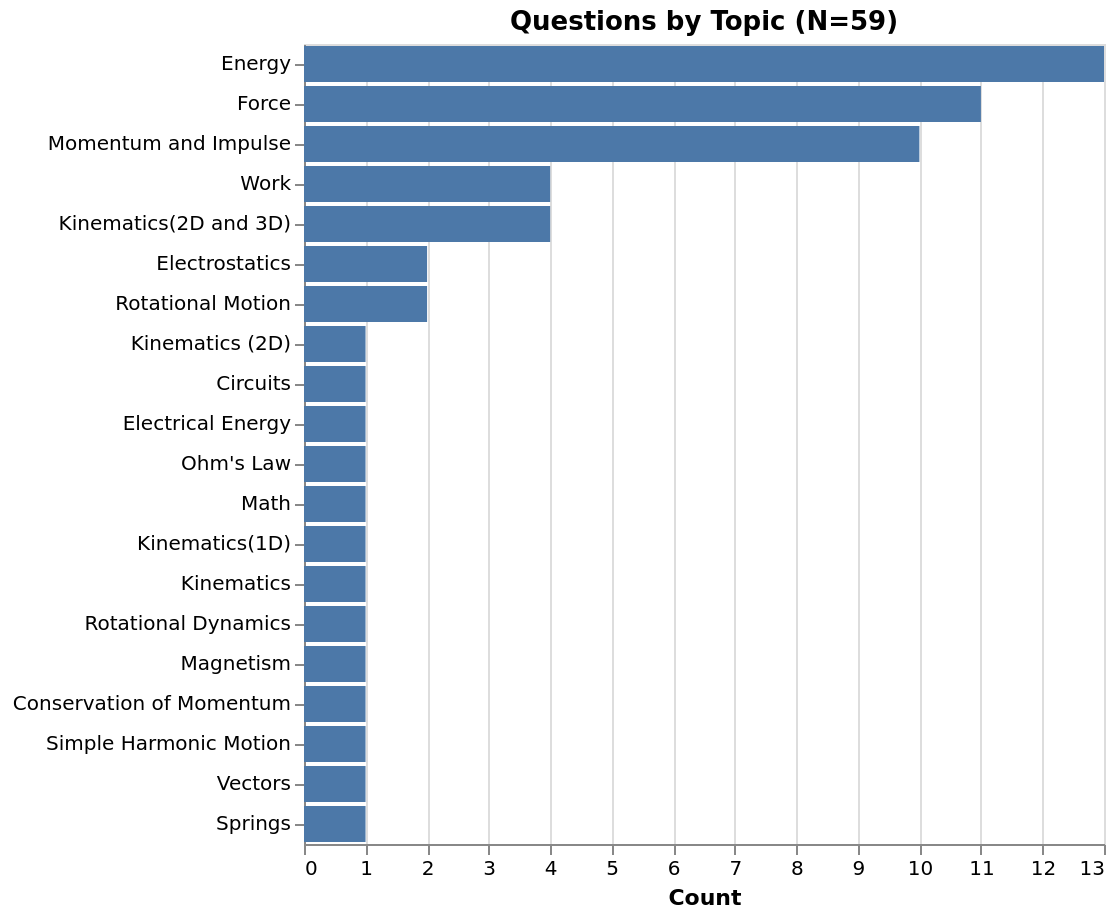 Questions by Topic (N=59)
Energy
Force
Momentum and Impulse
Work
Kinematics(2D and 3D)
Electrostatics
Rotational Motion
Kinematics (2D)
Circuits
Electrical Energy
Ohm's Law
Math
Kinematics(1D)
Kinematics
Rotational Dynamics
Magnetism
Conservation of Momentum
Simple Harmonic Motion
Vectors
Springs
0 1 2 3 4 5 6 7 8 9 10 11 12 13
Count